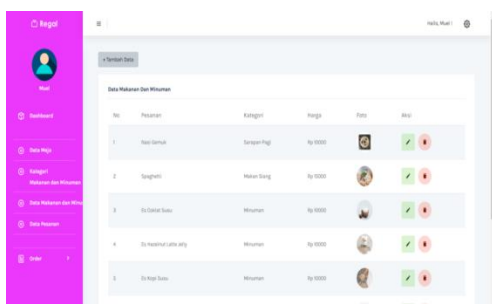 Regal
Hallo, Muel !
Muel
+ Tambah Data
Data Makanan Dan Minuman
Dashboard
Data Meja
Kategori
Makanan dan Minuman
Data Makanan dan Minu
Data Pesanan
Order
No Pesanan Kategori Harga Foto Aksi
1 Nasi Sarapan Pagi Rp 10000
2 Spaghetti Makan Siang Rp 10000
3 Es Coklat Susu Minuman Rp 10000
4 Es Hazelnut Latte Jelly Minuman Rp 10000
5 Es Kopi Susu Minuman Rp 10000